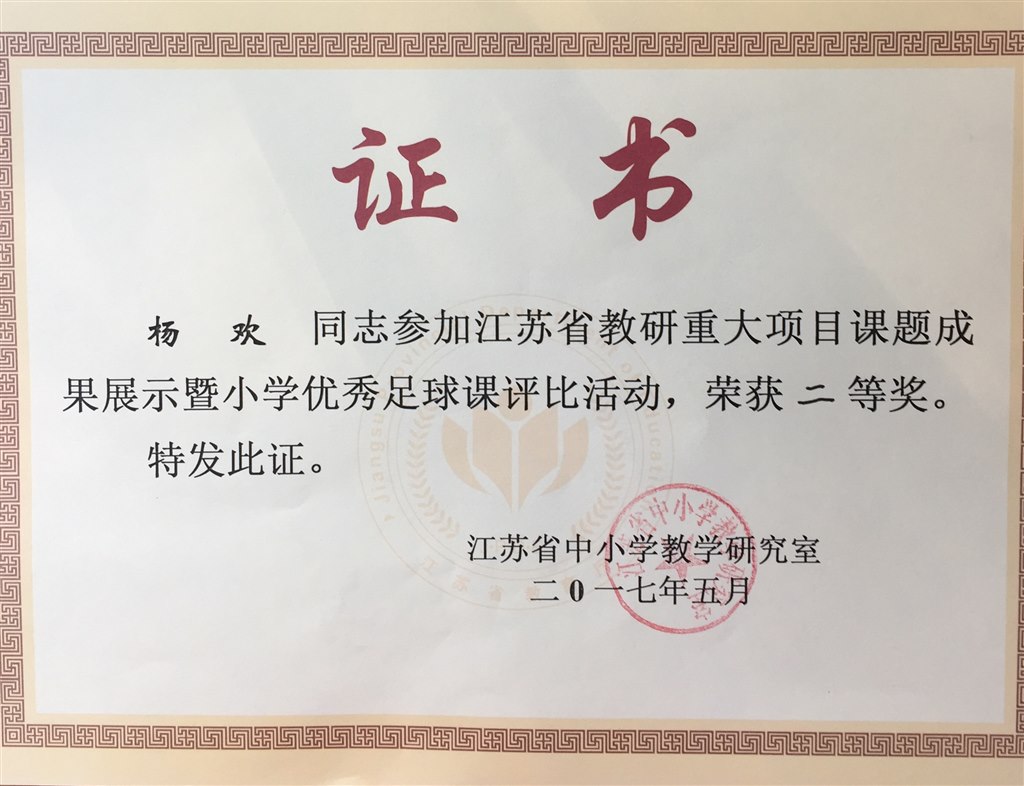 证 书
杨 欢 同志参加江苏省教研重大项目课题成
果展示暨小学优秀足球课评比活动，荣获 二 等奖。
特发此证。
江苏省中小学教学研究室
二0一七年五月